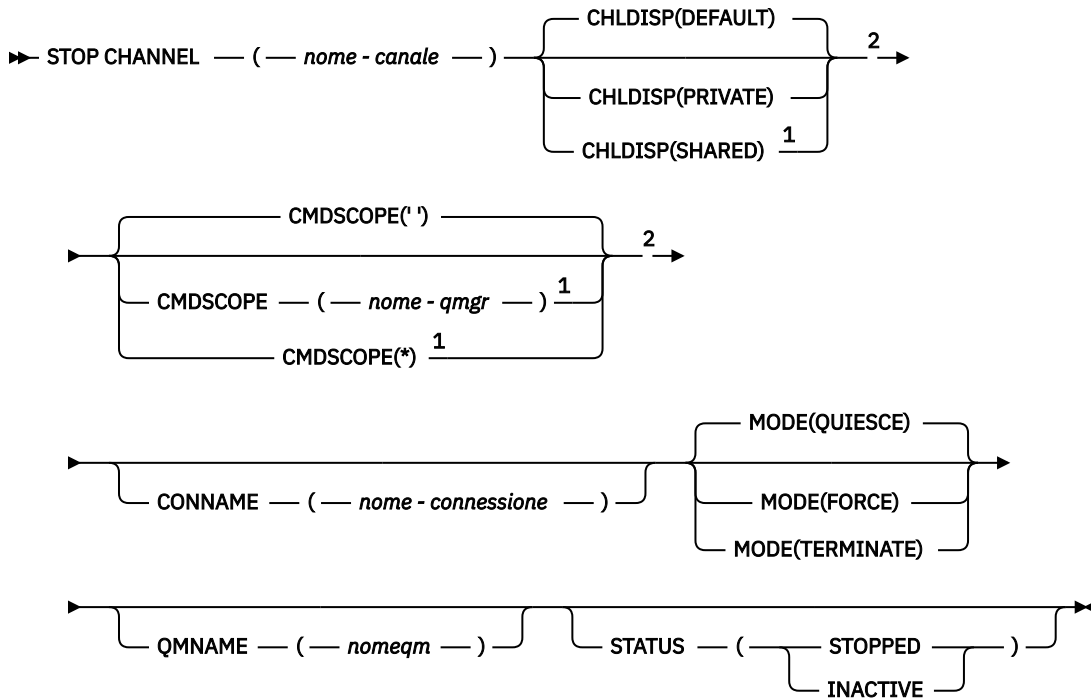 CHLDISP(DEFAULT)
STOP CHANNEL ( nome - canale ) 2
CHLDISP(PRIVATE)
CHLDISP(SHARED) 1
CMDSCOPE(' ')
2
CMDSCOPE ( nome - qmgr ) 1
CMDSCOPE(*) 1
MODE(QUIESCE)
CONNAME ( nome - connessione ) MODE(FORCE)
MODE(TERMINATE)
QMNAME ( nomeqm ) STATUS ( STOPPED )
INACTIVE